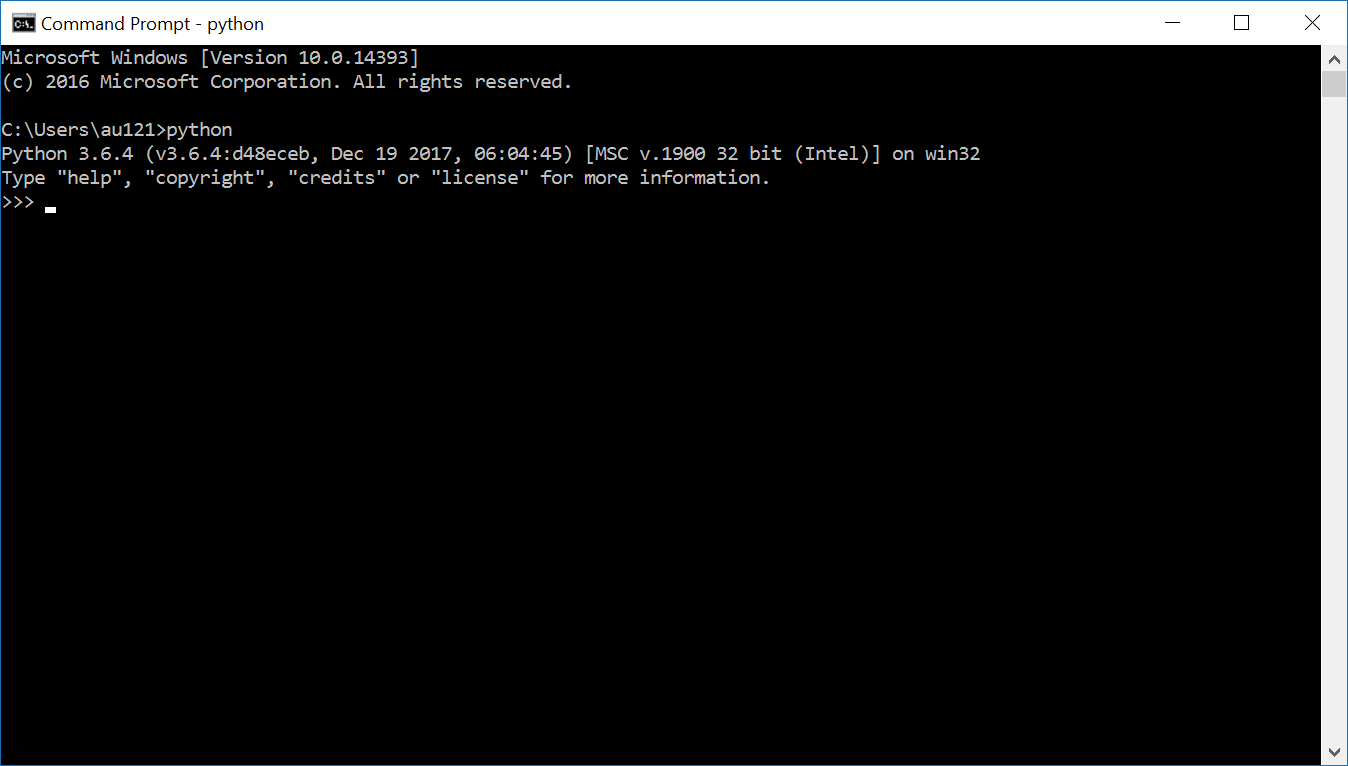 Command Prompt - python
Microsoft Windows [Version 10.0.14393]
(c) 2016 Microsoft Corporation. All rights reserved.
C:\Users\au121>python
Python 3.6.4 (v3.6.4:d48eceb, Dec 19 2017, 06:04:45) [MSC v.1900 32 bit (Intel)] on win32
Type "help", "copyright", "credits" or "license" for more information.
>>>